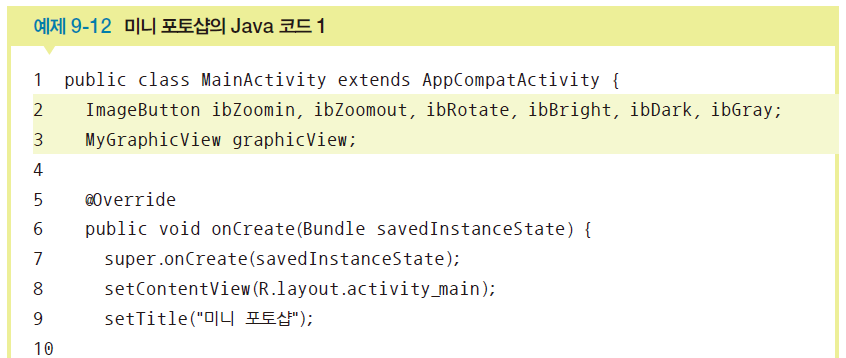 예제 9-12 미니 포토샵의 Java 코드 1
1 public class MainActivity extends AppCompatActivity {
2 ImageButton ibZoomin, ibZoomout, ibRotate, ibBright, ibDark, ibGray;
3 MyGraphicView graphicView;
4
5 @Override
6 public void onCreate(Bundle savedInstanceState) {
7 super.onCreate(savedInstanceState);
8 setContentView(R.layout.activity_main);
9 setTitle("미니 포토샵");
10